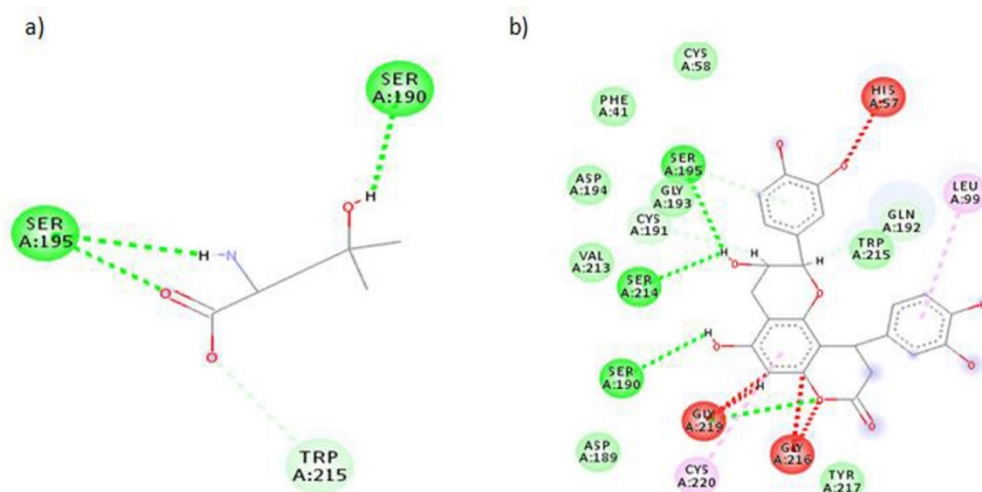 a)
SER
A:190
SER
A:195
H
N
O
H
O
O
TRP
A:215
b)
CYS
A:58
PHE
A:41
HIS
A:57
SER
A:195
ASP
A:194
GLY
A:193
CYS
A:191
LEU
A:99
GLN
A:192
TRP
A:215
VAL
A:213
SER
A:214
H
O
H
H
O
O
O
O
O
H
O
SER
A:190
H
GLY
A:219
GLY
A:216
O
O
O
ASP
A:189
CYS
A:220
TYR
A:217